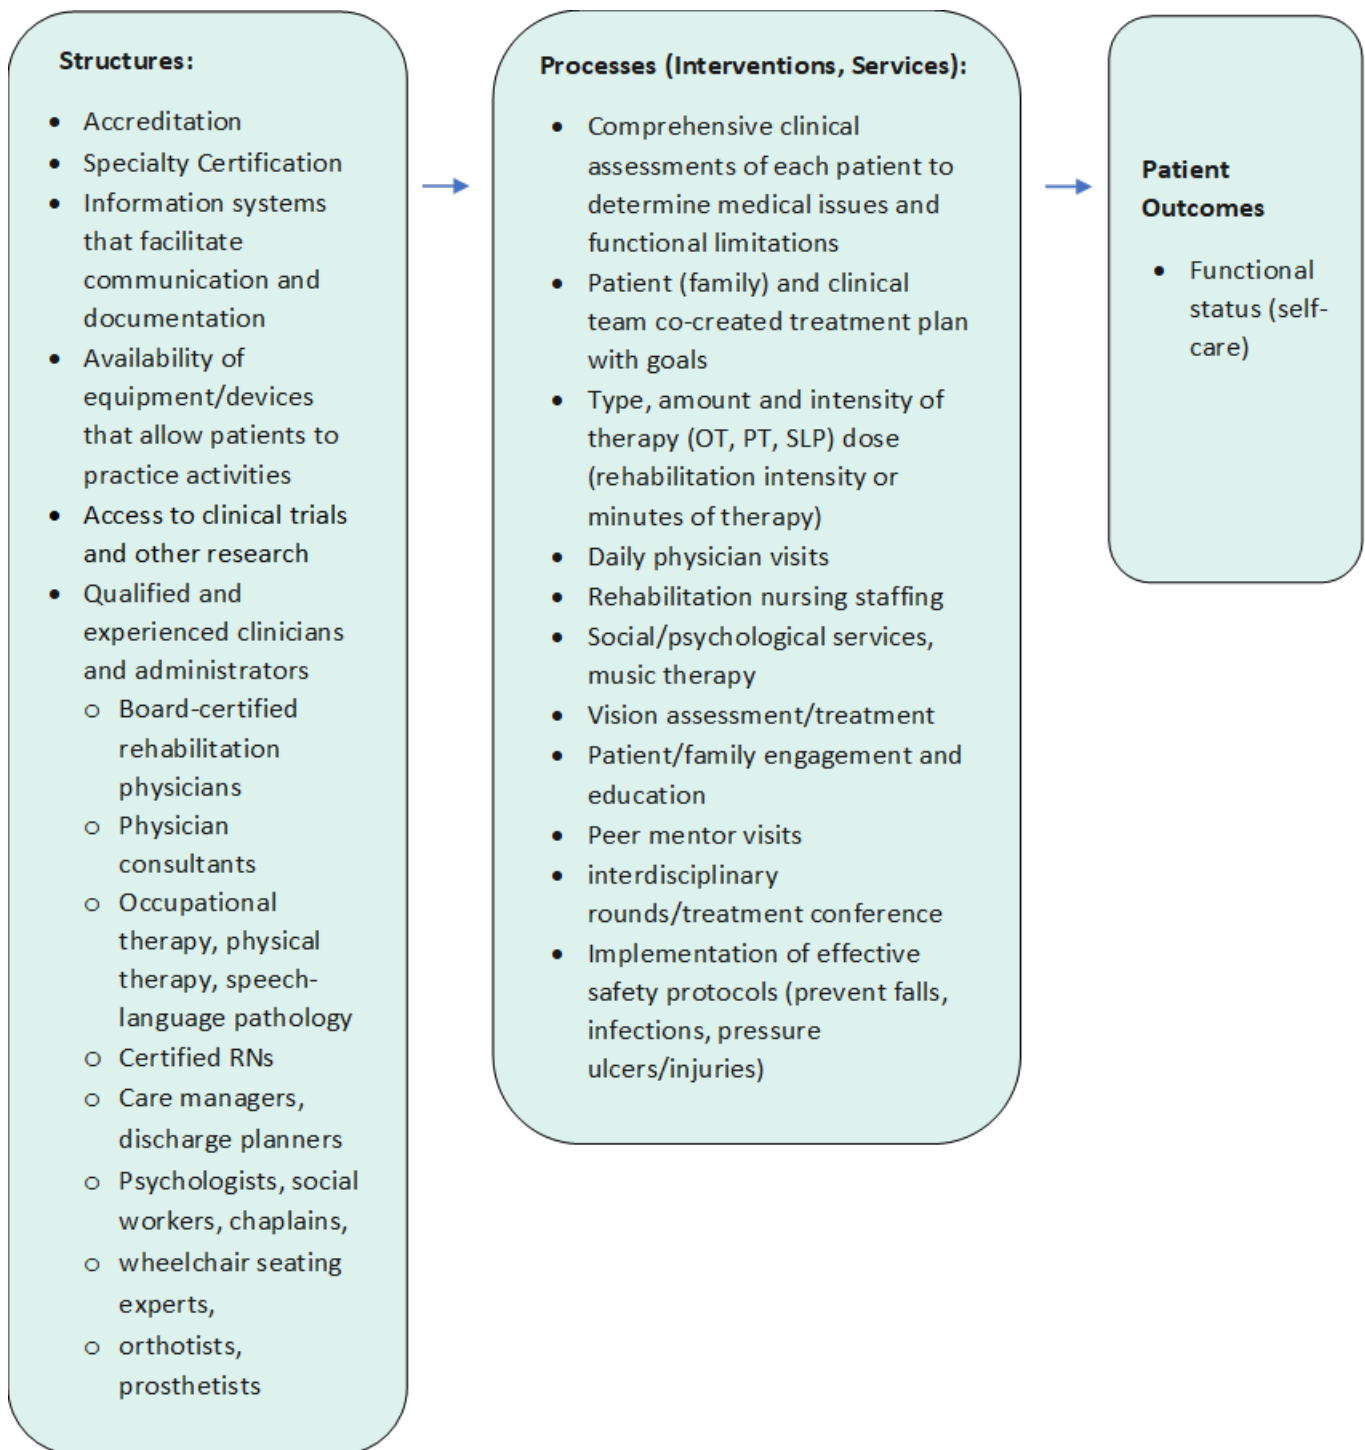 Structures:
• Accreditation
• Specialty Certification
• Information systems
that facilitate
communication and
documentation
• Availability of
equipment/devices
that allow patients to
practice activities
• Access to clinical trials
and other research
• Qualified and
experienced clinicians
and administrators
o Board-certified
rehabilitation
physicians
o Physician
consultants
o Occupational
therapy, physical
therapy, speech-
language pathology
o Certified RNs
o Care managers,
discharge planners
o Psychologists, social
workers, chaplains,
o wheelchair seating
experts,
o orthotists,
prosthetists
Processes (Interventions, Services):
• Comprehensive clinical
assessments of each patient to
determine medical issues and
functional limitations
• Patient (family) and clinical
team co-created treatment plan
with goals
• Type, amount and intensity of
therapy (OT, PT, SLP) dose
(rehabilitation intensity or
minutes of therapy)
• Daily physician visits
• Rehabilitation nursing staffing
• Social/psychological services,
music therapy
• Vision assessment/treatment
• Patient/family engagement and
education
• Peer mentor visits
• interdisciplinary
rounds/treatment conference
• Implementation of effective
safety protocols (prevent falls,
infections, pressure
ulcers/injuries)
Patient
Outcomes
• Functional
status (self-
care)